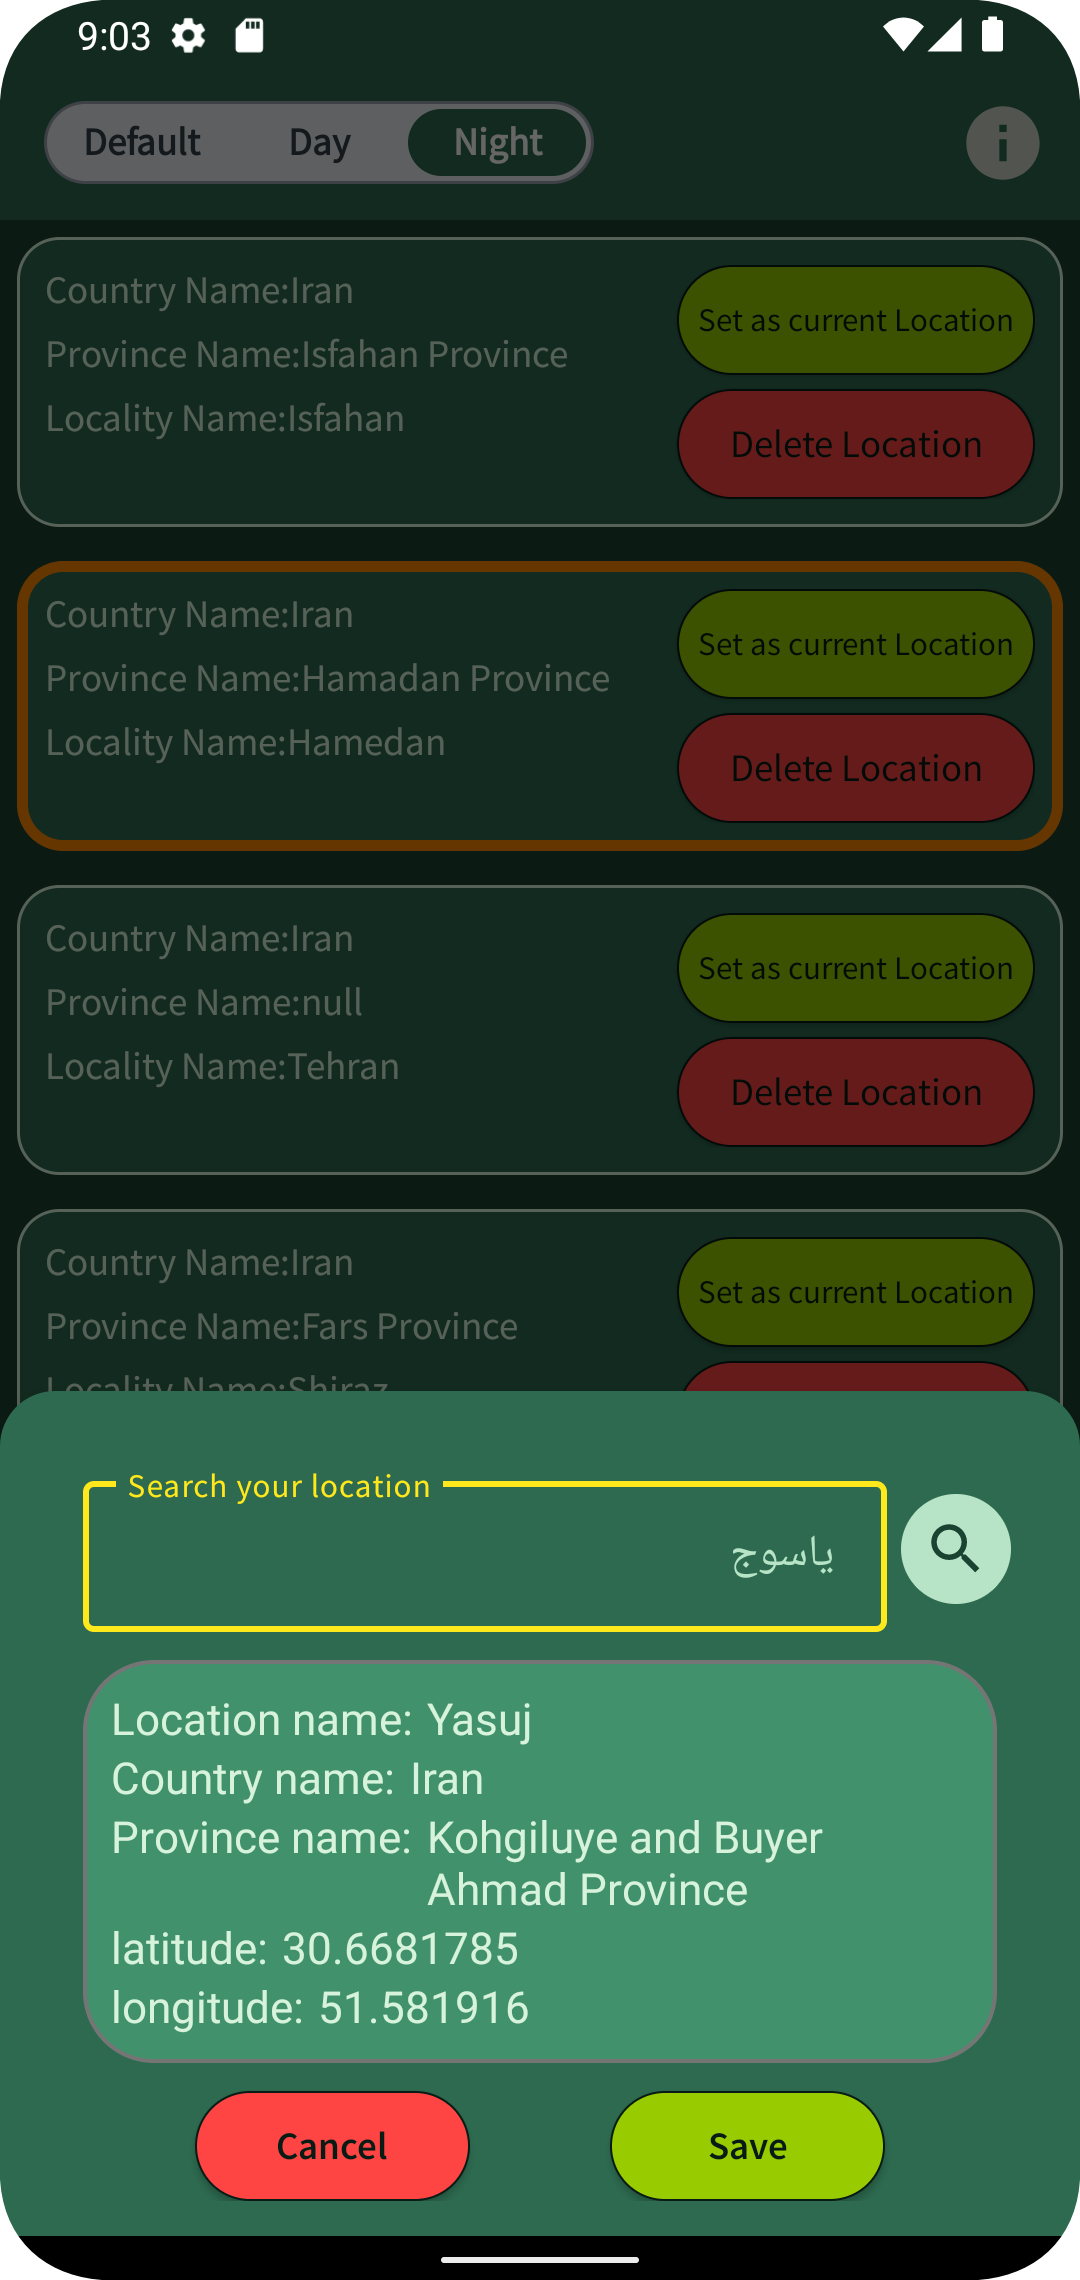 9:03
Default Day Night
Country Name:Iran
Province Name:Isfahan Province
Locality Name:Isfahan
Set as current Location
Delete Location
Country Name:Iran
Province Name:Hamadan Province
Locality Name:Hamedan
Set as current Location
Delete Location
Country Name:Iran
Province Name:null
Locality Name:Tehran
Set as current Location
Delete Location
Country Name:Iran
Province Name:Fars Province
Locality Name:Shiraz
Set as current Location
Search your location
یاسوج
Location name: Yasuj
Country name: Iran
Province name: Kohgiluye and Buyer
Ahmad Province
latitude: 30.6681785
longitude: 51.581916
Cancel
Save